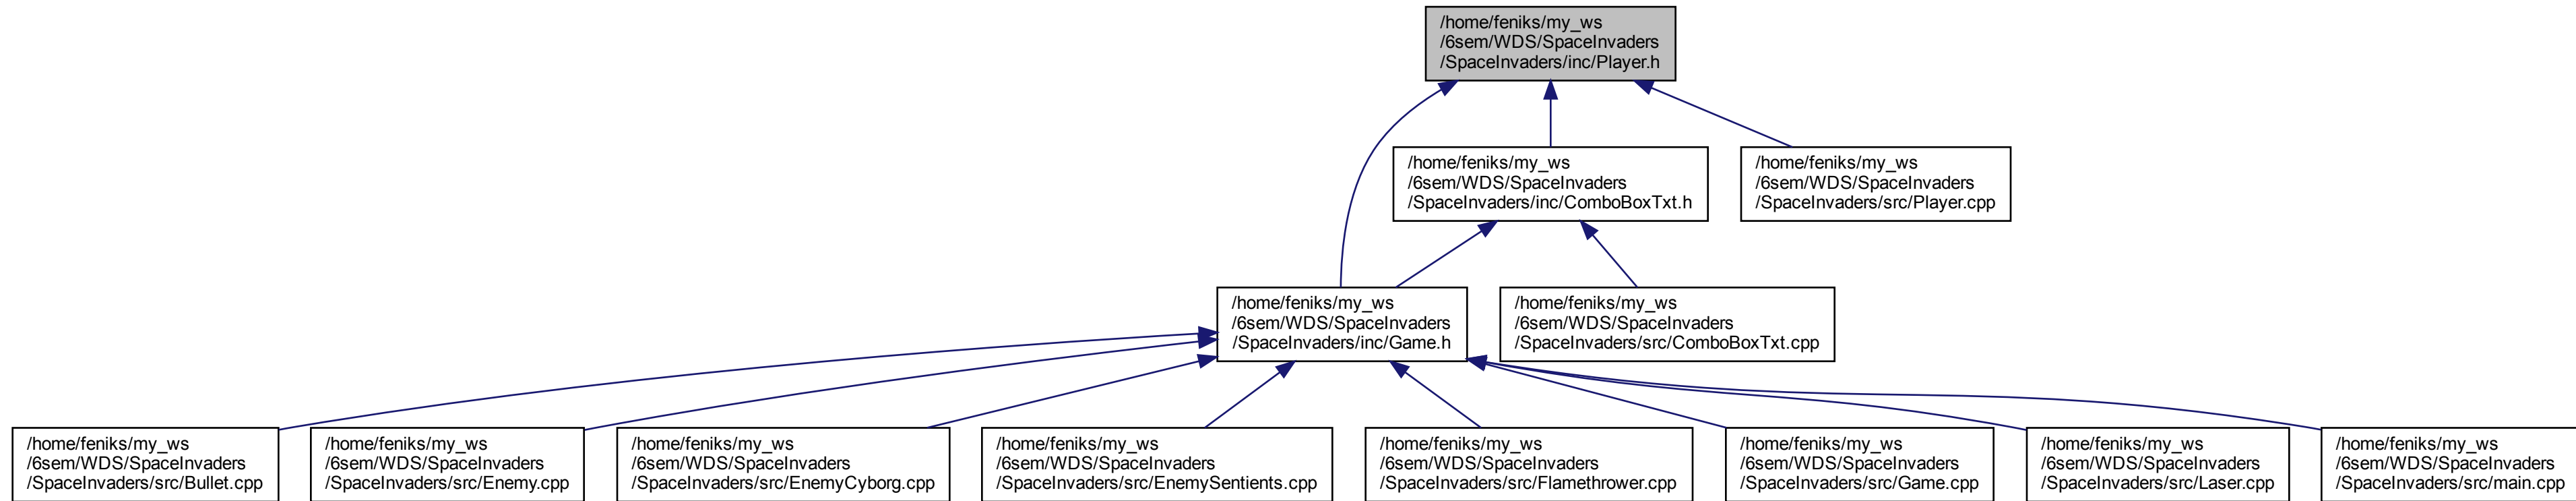 /home/feniks/my_ws
/6sem/WDS/SpaceInvaders
/SpaceInvaders/inc/Player.h
/home/feniks/my_ws
/6sem/WDS/SpaceInvaders
/SpaceInvaders/inc/ComboBoxTxt.h
/home/feniks/my_ws
/6sem/WDS/SpaceInvaders
/SpaceInvaders/src/Player.cpp
/home/feniks/my_ws
/6sem/WDS/SpaceInvaders
/SpaceInvaders/inc/Game.h
/home/feniks/my_ws
/6sem/WDS/SpaceInvaders
/SpaceInvaders/src/ComboBoxTxt.cpp
/home/feniks/my_ws
/6sem/WDS/SpaceInvaders
/SpaceInvaders/src/Bullet.cpp
/home/feniks/my_ws
/6sem/WDS/SpaceInvaders
/SpaceInvaders/src/Enemy.cpp
/home/feniks/my_ws
/6sem/WDS/SpaceInvaders
/SpaceInvaders/src/EnemyCyborg.cpp
/home/feniks/my_ws
/6sem/WDS/SpaceInvaders
/SpaceInvaders/src/EnemySentients.cpp
/home/feniks/my_ws
/6sem/WDS/SpaceInvaders
/SpaceInvaders/src/Flamethrower.cpp
/home/feniks/my_ws
/6sem/WDS/SpaceInvaders
/SpaceInvaders/src/Game.cpp
/home/feniks/my_ws
/6sem/WDS/SpaceInvaders
/SpaceInvaders/src/Laser.cpp
/home/feniks/my_ws
/6sem/WDS/SpaceInvaders
/SpaceInvaders/src/main.cpp